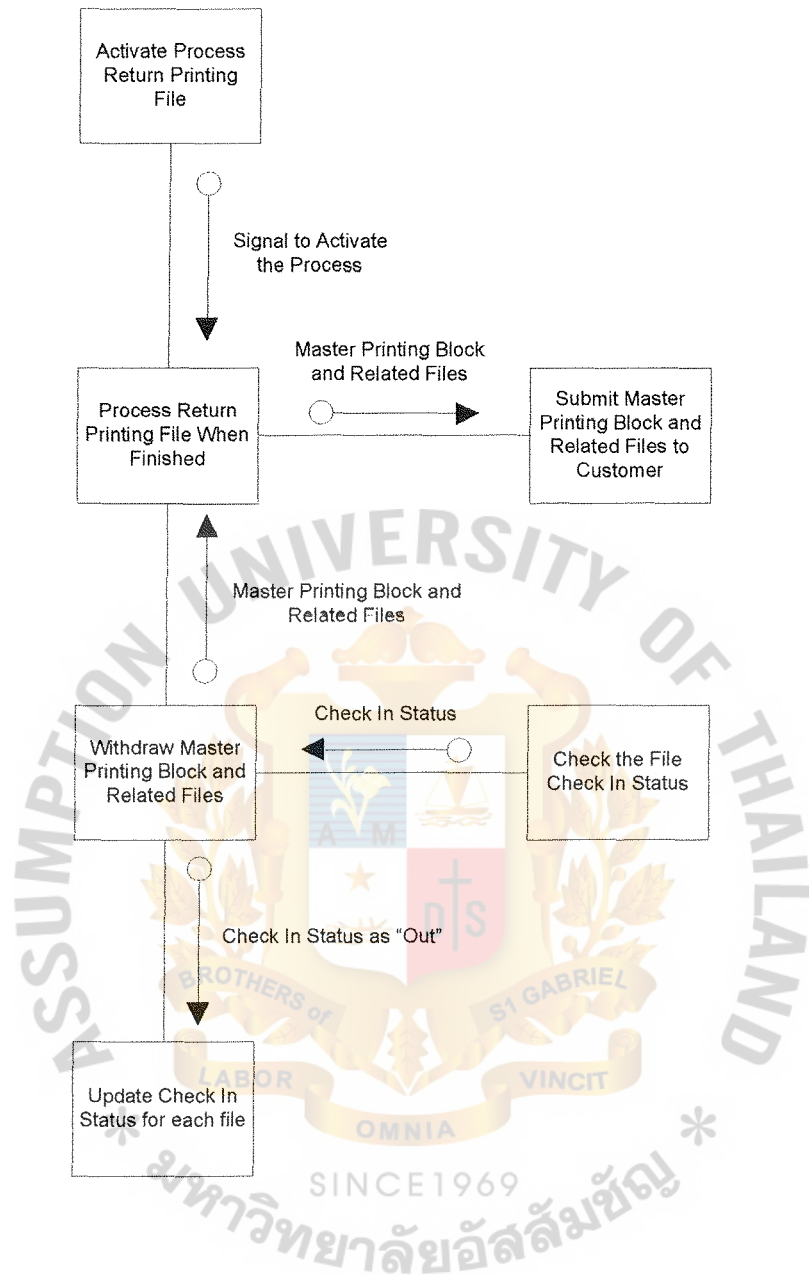 Activate Process
Return Printing
File
Signal to Activate
the Process
Master Printing Block
and Related Files
Process Return
Printing File When
Finished
Submit Master
Printing Block and
Related Files to
Customer
Master Printing Block and
Related Files
Withdraw Master
Printing Block and
Related Files
Check In Status
Check the File
Check In Status
Check In Status as “Out”
Update Check In
Status for each file
ASSUMPTION UNIVERSITY OF THAILAND
A M
D S
BROTHERS of
S1 GABRIEL
LABOR
VINCIT
OMNIA
SINCE1969
* มหาวิทยาลัยอัสสัมชัญ *